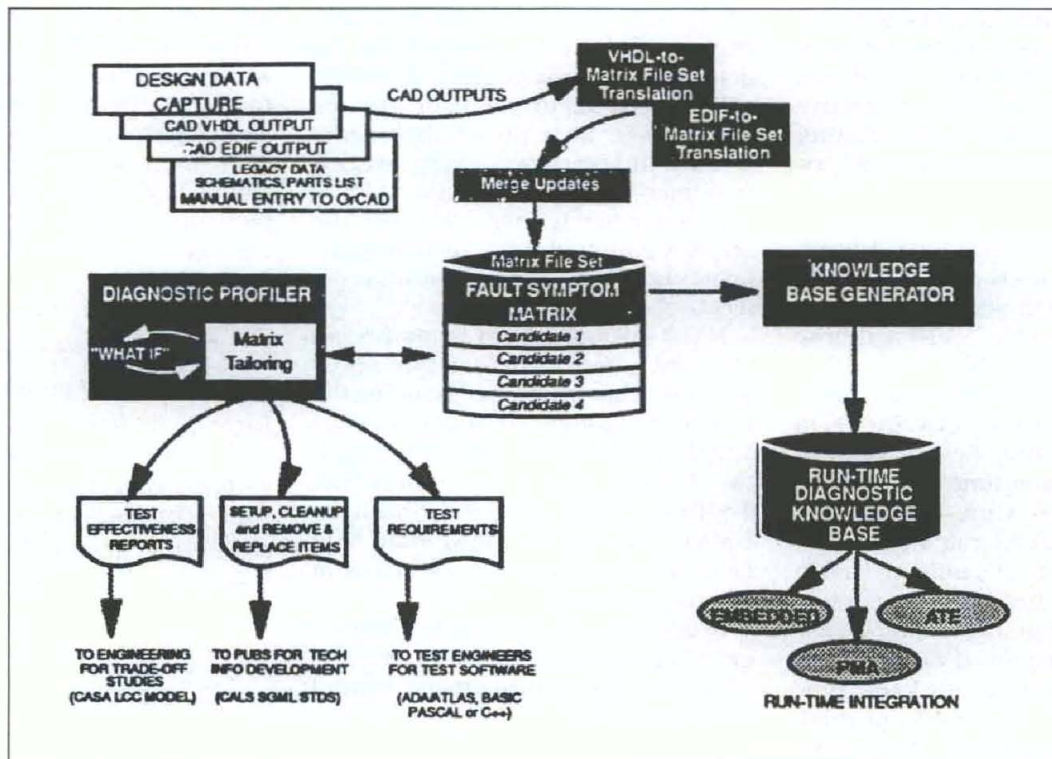 DESIGN DATA
CAPTURE
CAD VHDL OUTPUT
CAD EDIF OUTPUT
LEGACY DATA
SCHEMATICS, PARTS LIST
MANUAL ENTRY TO OrCAD
CAD OUTPUTS
VHDL-to-
Matrix File Set
Translation
EDIF-to-
Matrix File Set
Translation
Merge Updates
Matrix File Set
FAULT SYMPTOM
MATRIX
Candidate 1
Candidate 2
Candidate 3
Candidate 4
KNOWLEDGE
BASE GENERATOR
DIAGNOSTIC PROFILER
"WHAT IF"
Matrix
Tailoring
RUN-TIME
DIAGNOSTIC
KNOWLEDGE
BASE
TEST
EFFECTIVENESS
REPORTS
SETUP, CLEANUP
and REMOVE &
REPLACE ITEMS
TEST
REQUIREMENTS
EMBEDDED
ATE
PMA
RUN-TIME INTEGRATION
TO ENGINEERING
FOR TRADE-OFF
STUDIES
(CASA LCC MODEL)
TO PUBS FOR TECH
INFO DEVELOPMENT
(CALS SGML STDS)
TO TEST ENGINEERS
FOR TEST SOFTWARE
(ADA/ATLAS, BASIC
PASCAL or C++)